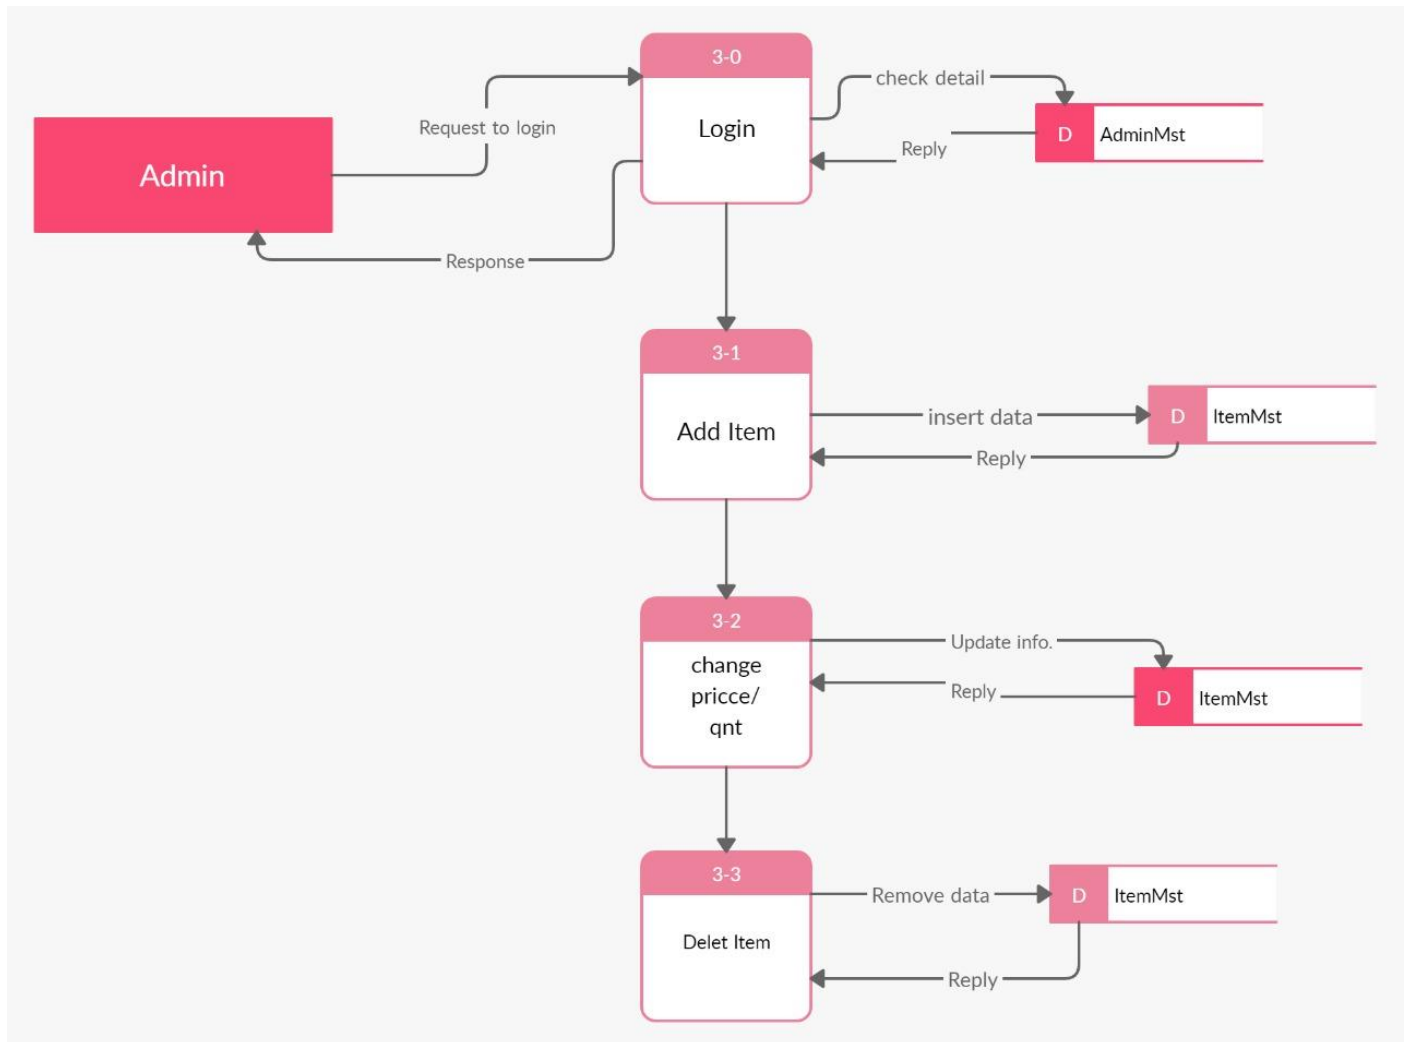 3-0
Login
check detail
D
AdminMst
Reply
Request to login
Admin
Response
3-1
Add Item
insert data
D
ItemMst
Reply
3-2
change
pricce/
qnt
Update info.
D
ItemMst
Reply
3-3
Delet Item
Remove data
D
ItemMst
Reply